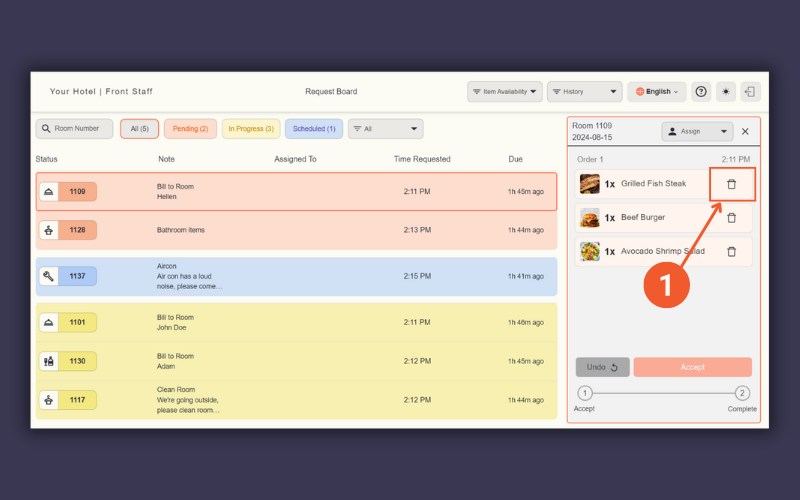 Your Hotel | Front Staff
Request Board
Item Availability
History
English
Room Number
All (5)
Pending (2)
In Progress (3)
Scheduled (1)
All
Status
Note
Assigned To
Time Requested
Due
1109
Bill to Room
Hellen
2:11 PM
1h 45m ago
1128
Bathroom Items
2:13 PM
1h 44m ago
1137
Aircon
Air con has a loud
noise, please come...
2:15 PM
1h 41m ago
1101
Bill to Room
John Doe
2:11 PM
1h 46m ago
1130
Bill to Room
Adam
2:12 PM
1h 45m ago
1117
Clean Room
We're going outside,
please clean room...
2:12 PM
1h 44m ago
Room 1109
2024-08-15
Assign
Order 1
2:11 PM
1x Grilled Fish Steak
1x Beef Burger
1x Avocado Shrimp Salad
1
Undo
Accept
1
2
Accept
Complete